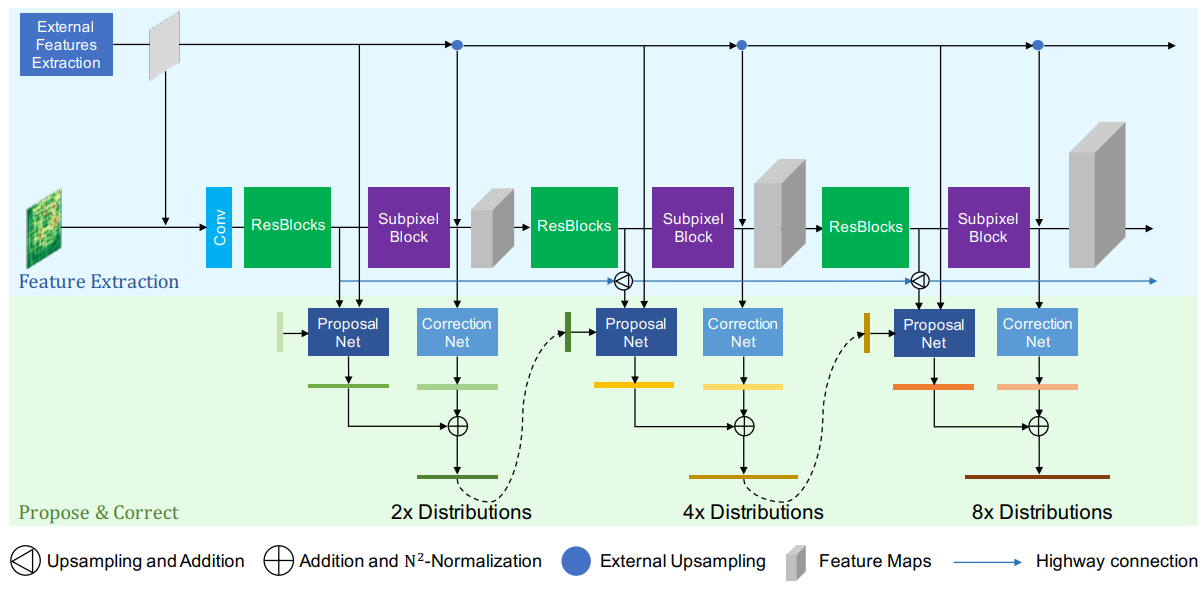 External
Features
Extraction
Conv
ResBlocks
Subpixel
Block
ResBlocks
Subpixel
Block
ResBlocks
Subpixel
Block
Feature Extraction
Proposal
Net
Correction
Net
Proposal
Net
Correction
Net
Proposal
Net
Correction
Net
Propose & Correct
2x Distributions
4x Distributions
8x Distributions
Upsampling and Addition
Addition and N²-Normalization
External Upsampling
Feature Maps
Highway connection